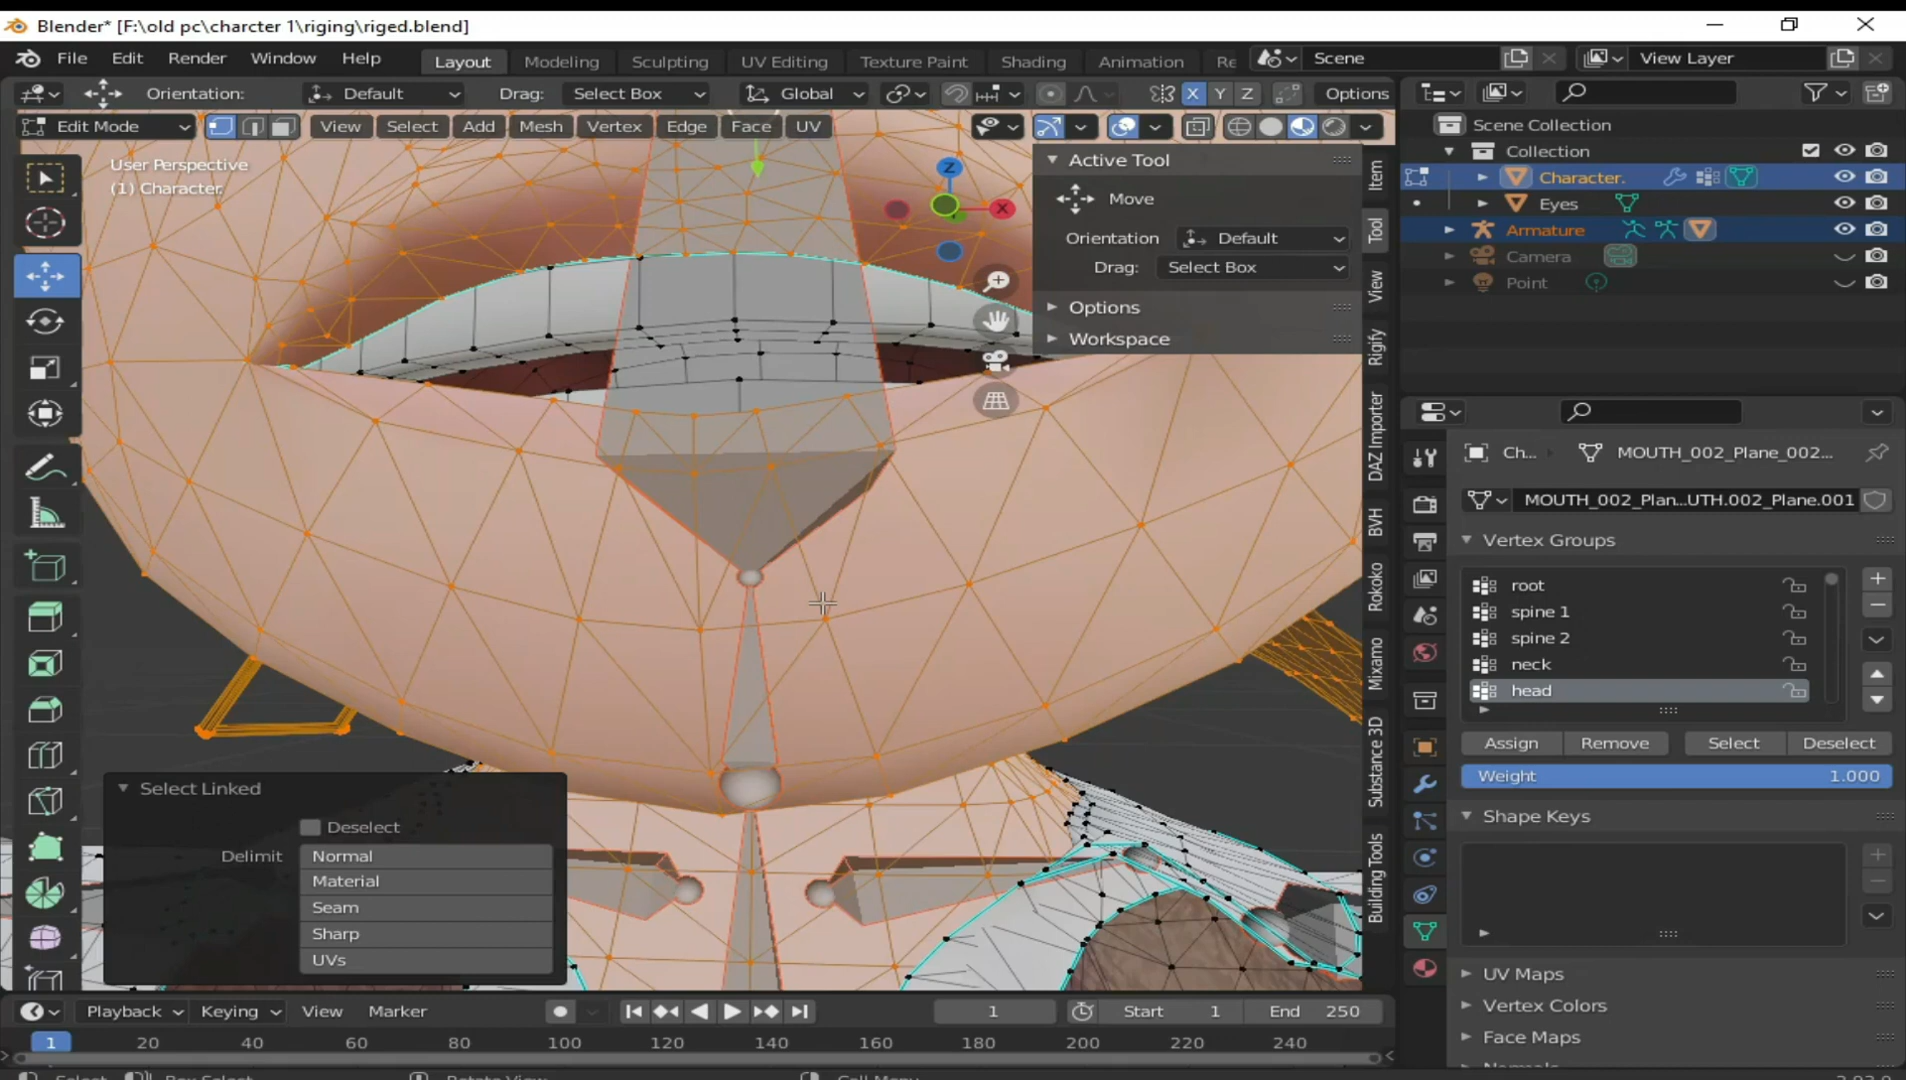 Blender* [F:\old pc\charcter 1\riging\riged.blend]
File Edit Render Window Help Layout Modeling Sculpting UV Editing Texture Paint Shading Animation Re Scene View Layer
Orientation: Default Drag: Select Box Global X Y Z Options
Edit Mode View Select Add Mesh Vertex Edge Face UV
User Perspective
(1) Character.
Z
X
Active Tool
Move
Orientation Default
Drag: Select Box
Options
Workspace
Item
Tool
View
Rigify
DAZ Importer
BVH
Rokoko
Mixamo
Substance 3D
Building Tools
Scene Collection
Collection
Character.
Eyes
Armature
Camera
Point
Ch... MOUTH_002_Plane_002...
MOUTH_002_Plan...UTH.002_Plane.001
Vertex Groups
root
spine 1
spine 2
neck
head
Assign Remove Select Deselect
Weight 1.000
Shape Keys
UV Maps
Vertex Colors
Face Maps
Select Linked
Deselect
Delimit Normal
Material
Seam
Sharp
UVs
Playback Keying View Marker 1 Start 1 End 250
1 20 40 60 80 100 120 140 160 180 200 220 240